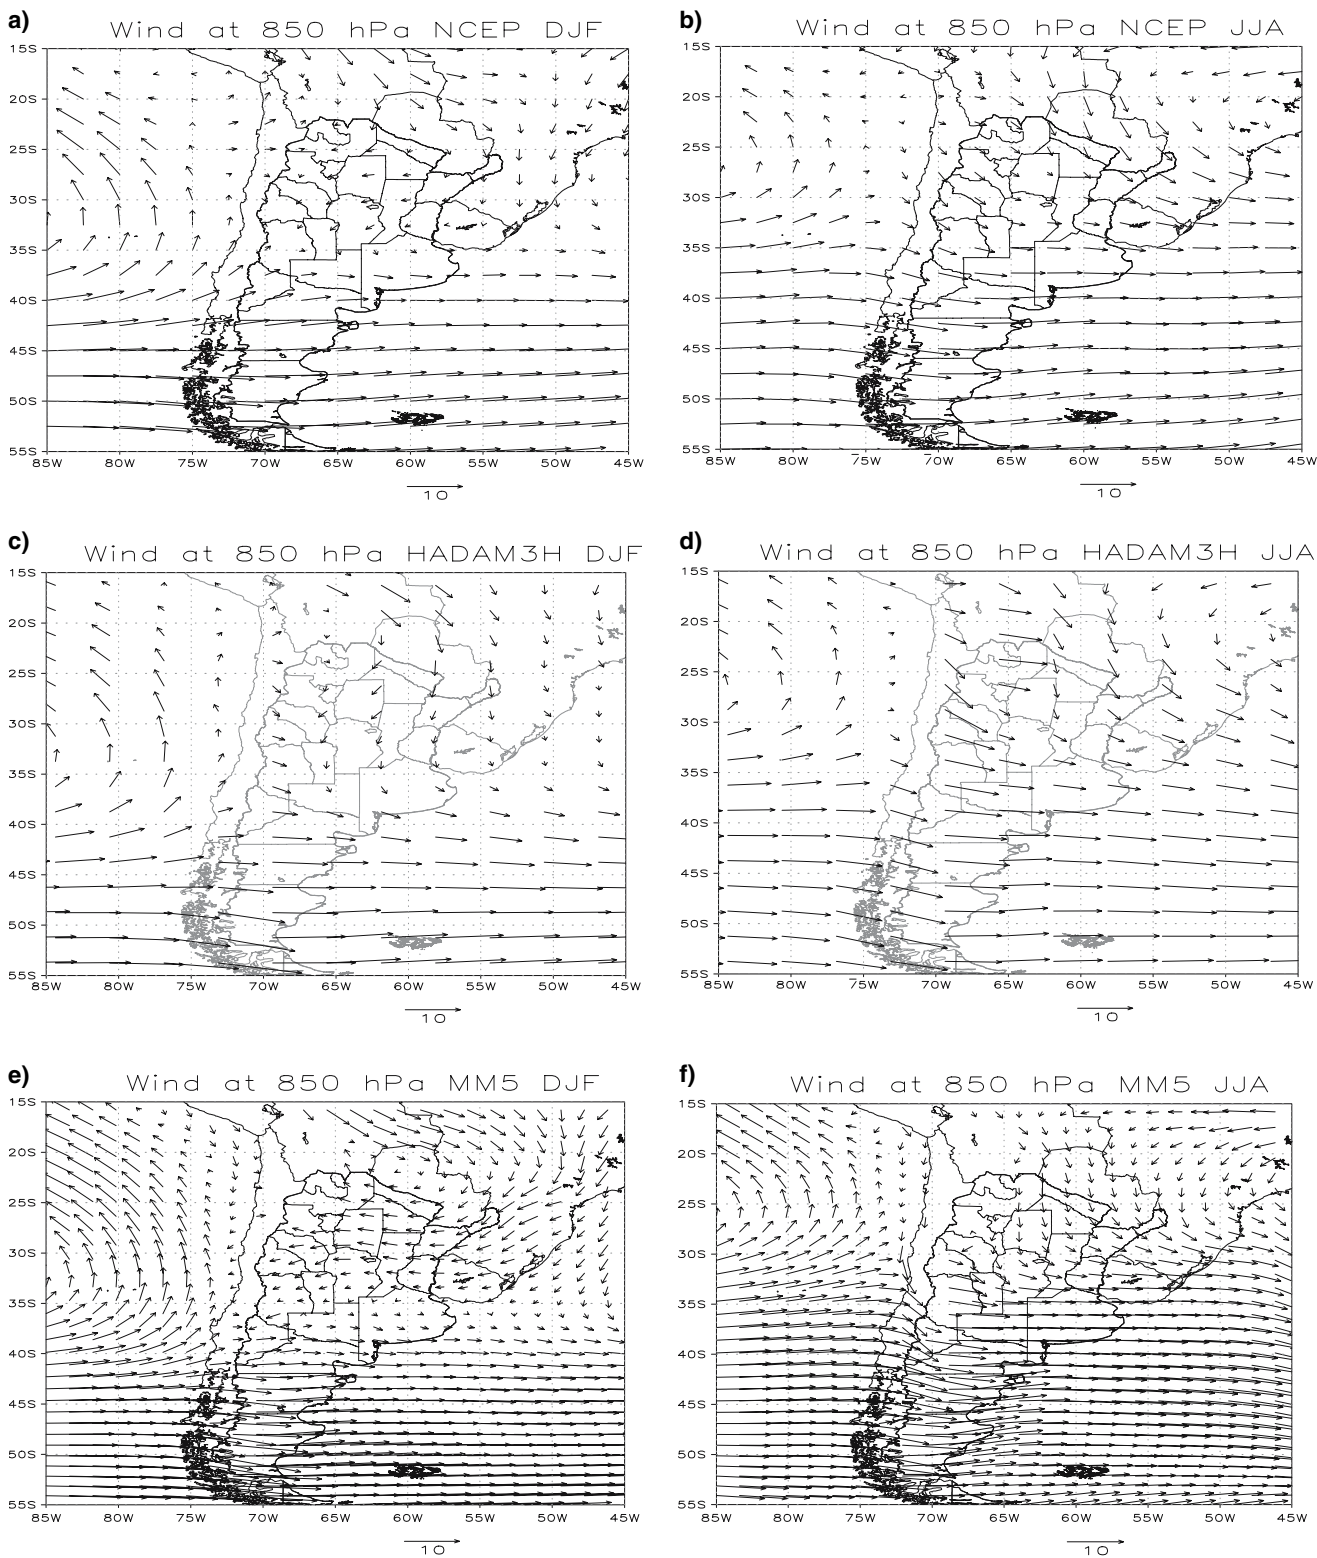 a)
Wind at 850 hPa NCEP DJF
15S
20S
25S
30S
35S
40S
45S
50S
55S
85W 80W 75W 70W 65W 60W 55W 50W 45W
10
b)
Wind at 850 hPa NCEP JJA
15S
20S
25S
30S
35S
40S
45S
50S
55S
85W 80W 75W 70W 65W 60W 55W 50W 45W
10
c)
Wind at 850 hPa HADAM3H DJF
15S
20S
25S
30S
35S
40S
45S
50S
55S
85W 80W 75W 70W 65W 60W 55W 50W 45W
10
d)
Wind at 850 hPa HADAM3H JJA
15S
20S
25S
30S
35S
40S
45S
50S
55S
85W 80W 75W 70W 65W 60W 55W 50W 45W
10
e)
Wind at 850 hPa MM5 DJF
15S
20S
25S
30S
35S
40S
45S
50S
55S
85W 80W 75W 70W 65W 60W 55W 50W 45W
10
f)
Wind at 850 hPa MM5 JJA
15S
20S
25S
30S
35S
40S
45S
50S
55S
85W 80W 75W 70W 65W 60W 55W 50W 45W
10